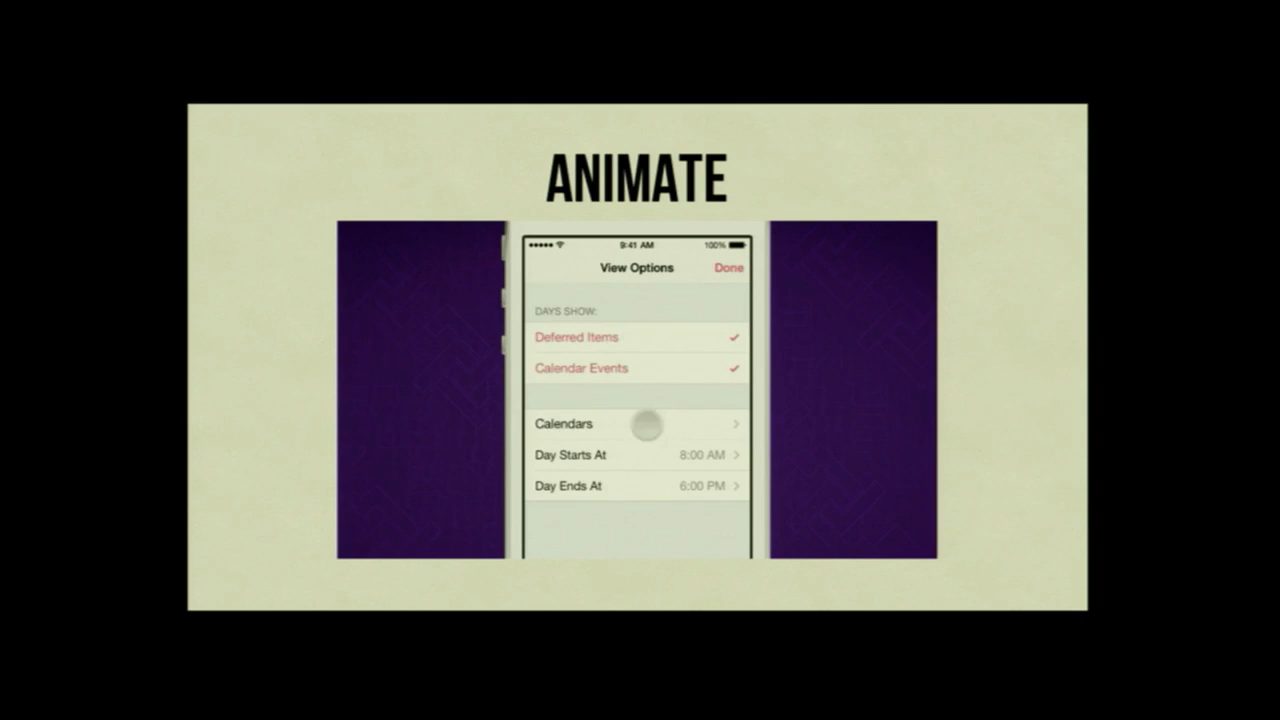 ANIMATE
9:41 AM 100%
View Options Done
DAYS SHOW:
Deferred Items
Calendar Events
Calendars
Day Starts At 8:00 AM
Day Ends At 6:00 PM